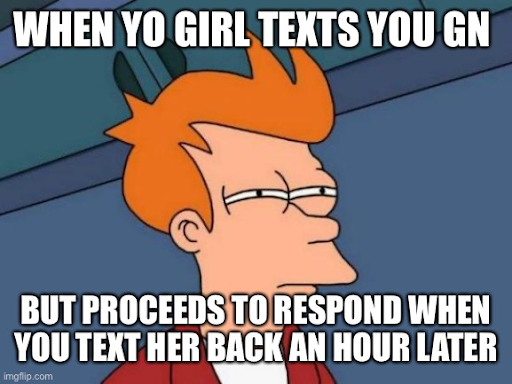 WHEN YO GIRL TEXTS YOU GN
BUT PROCEEDS TO RESPOND WHEN
YOU TEXT HER BACK AN HOUR LATER
imgflip.com